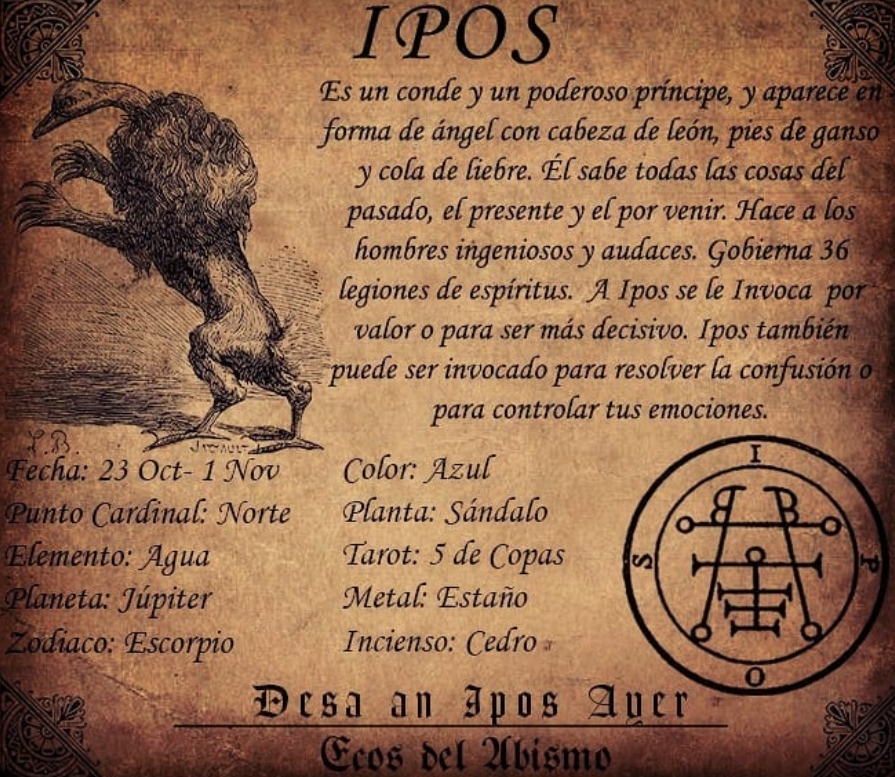 IPOS
Es un conde y un poderoso príncipe, y aparece en
forma de ángel con cabeza de león, pies de ganso
y cola de liebre. Él sabe todas las cosas del
pasado, el presente y el por venir. Hace a los
hombres ingeniosos y audaces. Gobierna 36
legiones de espíritus. A Ipos se le Invoca por
valor o para ser más decisivo. Ipos también
puede ser invocado para resolver la confusión o
para controlar tus emociones.
L.B.
Fecha: 23 Oct- 1 Nov
Punto Cardinal: Norte
Elemento: Agua
Planeta: Júpiter
Zodiaco: Escorpio
Color: Azul
Planta: Sándalo
Tarot: 5 de Copas
Metal: Estaño
Incienso: Cedro
I P O S
Desa an Ipos Ayer
Ecos del Abismo